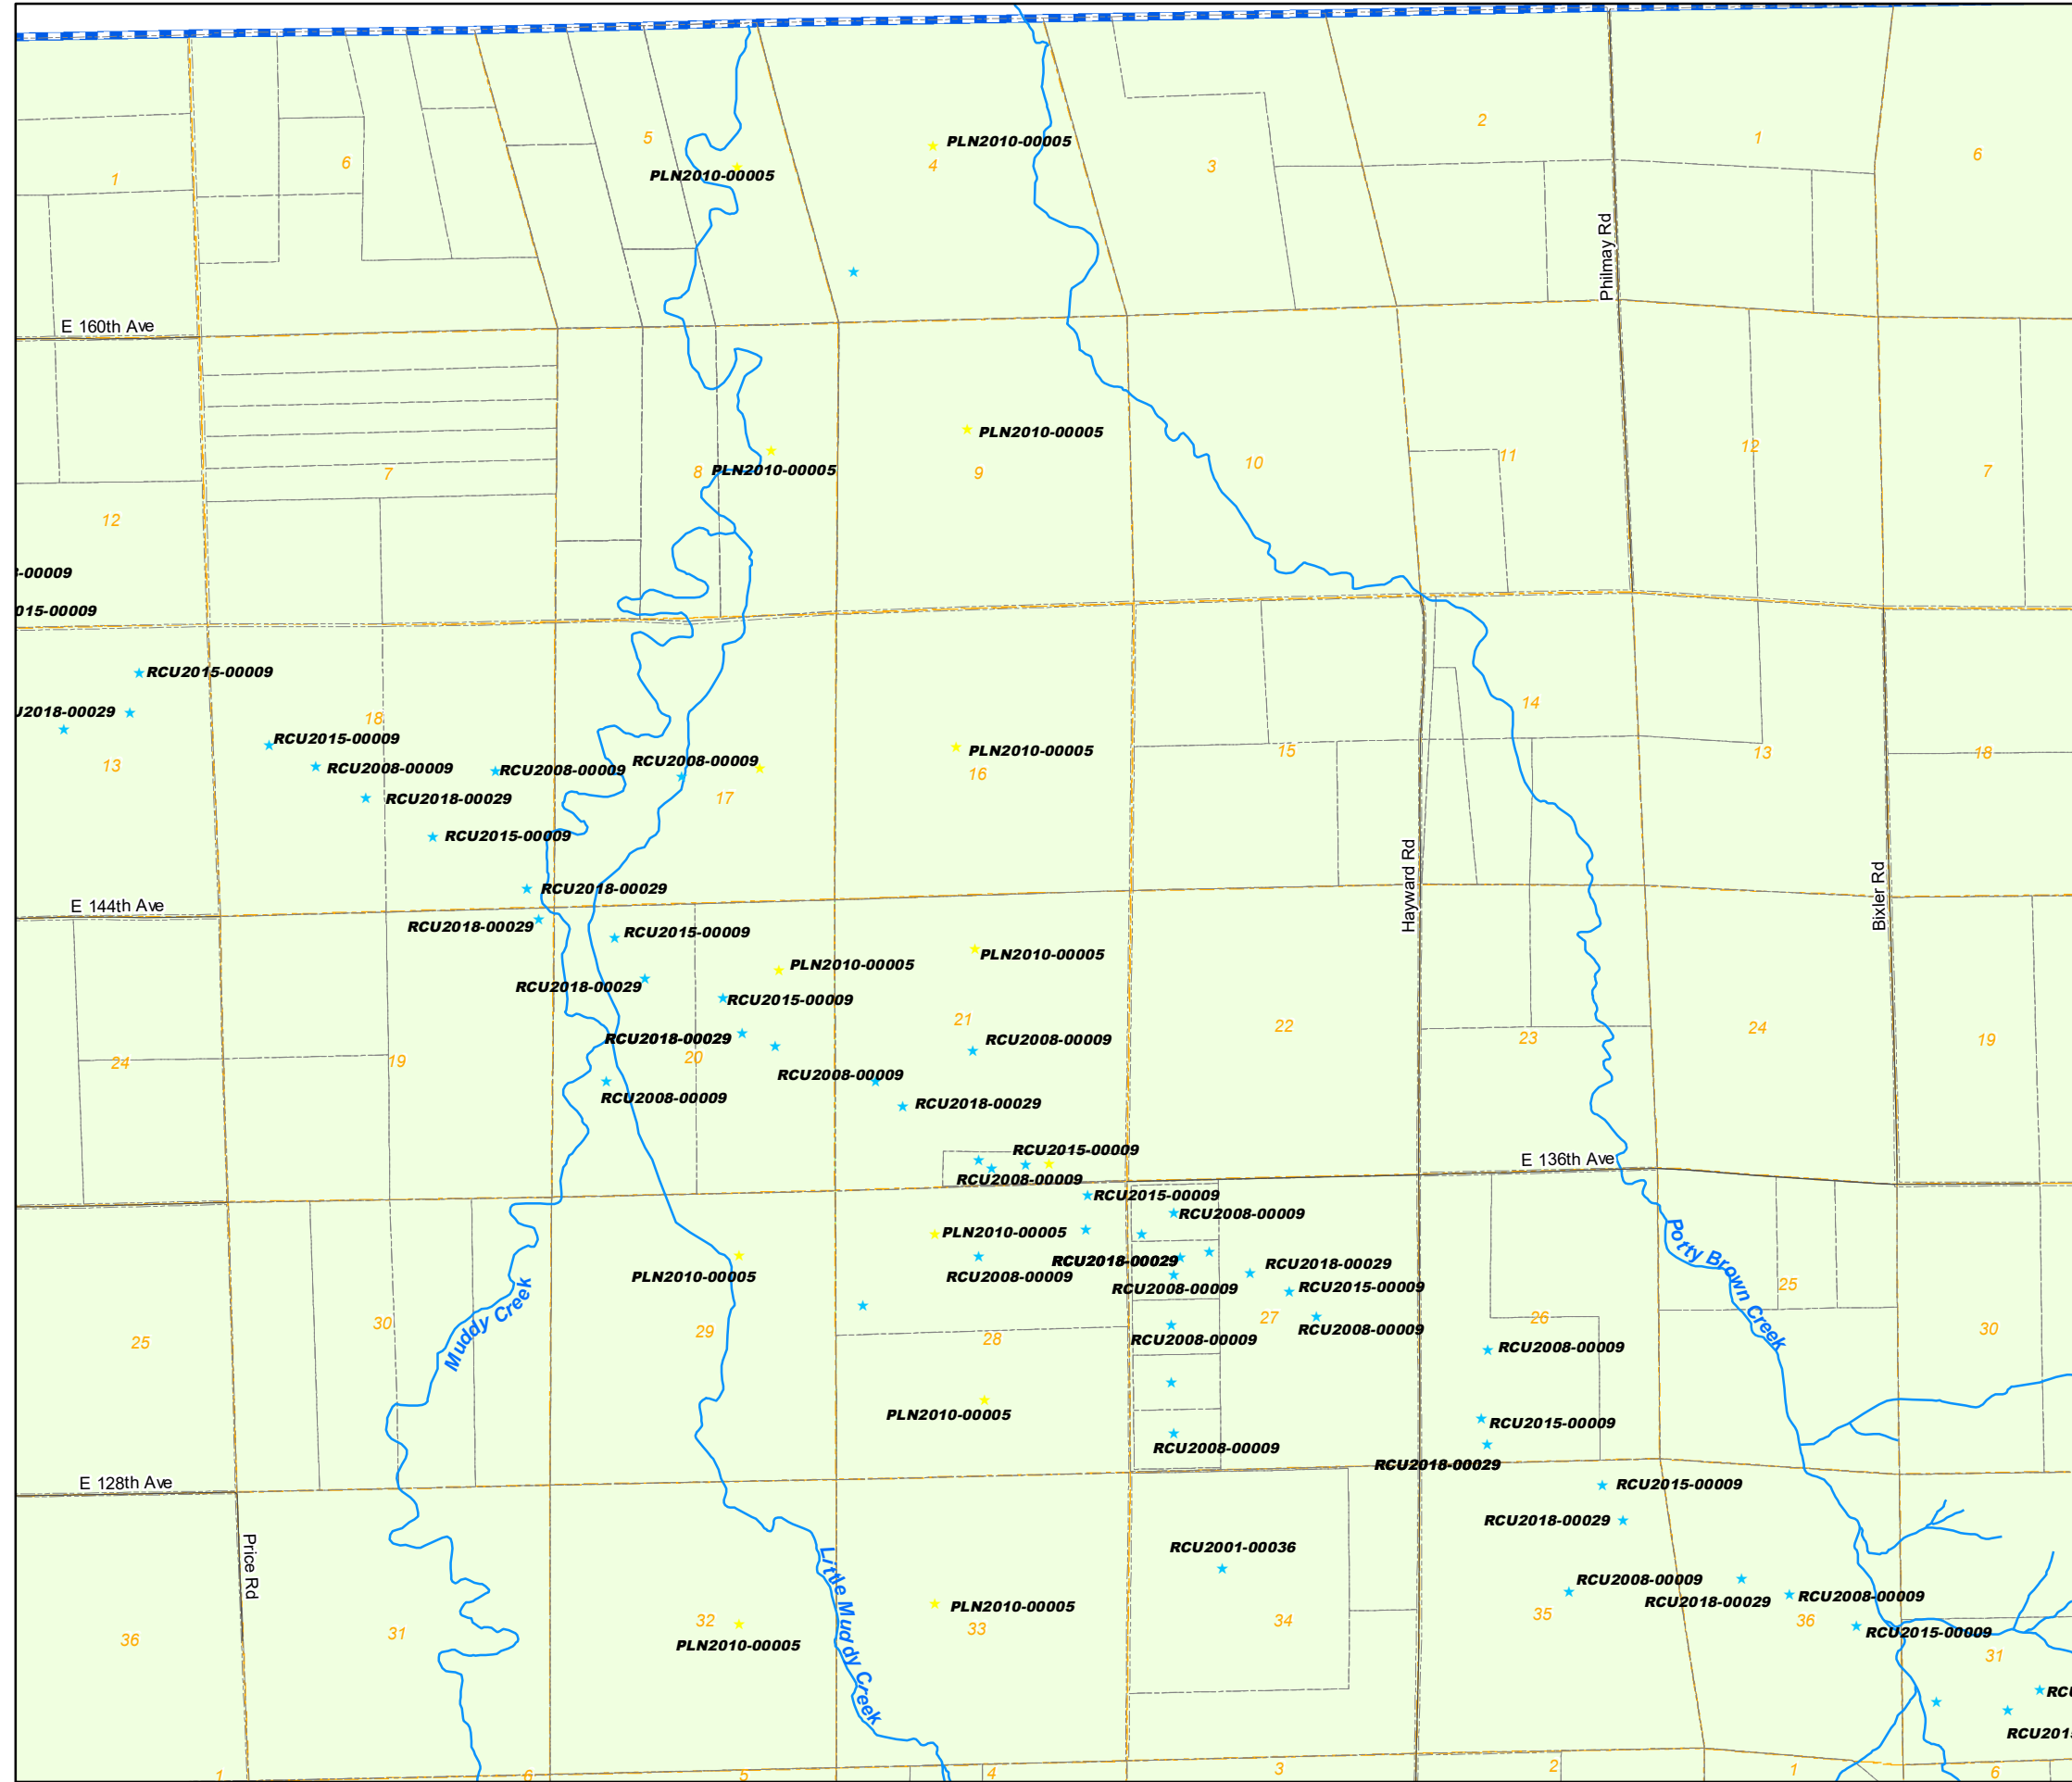 2
1
5
PLN2010-00005
4
3
6
6
1
PLN2010-00005
Philmay Rd
E 160th Ave
PLN2010-00005
12
11
10
7
8
PLN2010-00005
9
7
12
-00009
015-00009
RCU2015-00009
14
U2018-00029
18
RCU2015-00009
PLN2010-00005
15
13
18
13
RCU2008-00009
RCU2008-00009
RCU2008-00009
16
RCU2018-00029
17
RCU2015-00009
RCU2018-00029
Hayward Rd
Bixler Rd
E 144th Ave
RCU2018-00029
RCU2015-00009
PLN2010-00005
PLN2010-00005
RCU2018-00029
RCU2015-00009
21
22
24
RCU2018-00029
RCU2008-00009
23
19
24
19
20
RCU2008-00009
RCU2008-00009
RCU2018-00029
RCU2015-00009
E 136th Ave
RCU2008-00009
RCU2015-00009
RCU2008-00009
PLN2010-00005
RCU2018-00029
RCU2018-00029
Potty Brown Creek
PLN2010-00005
RCU2008-00009
RCU2008-00009
RCU2015-00009
25
Muddy Creek
30
29
27
26
RCU2008-00009
25
28
RCU2008-00009
RCU2008-00009
30
PLN2010-00005
RCU2015-00009
RCU2008-00009
RCU2018-00029
E 128th Ave
RCU2015-00009
RCU2018-00029
Price Rd
RCU2001-00036
RCU2008-00009
RCU2018-00029
RCU2008-00009
Little Muddy Creek
PLN2010-00005
36
31
32
PLN2010-00005
33
34
35
36
RCU2015-00009
31
RCU
RCU201
1
6
5
4
3
2
1
6